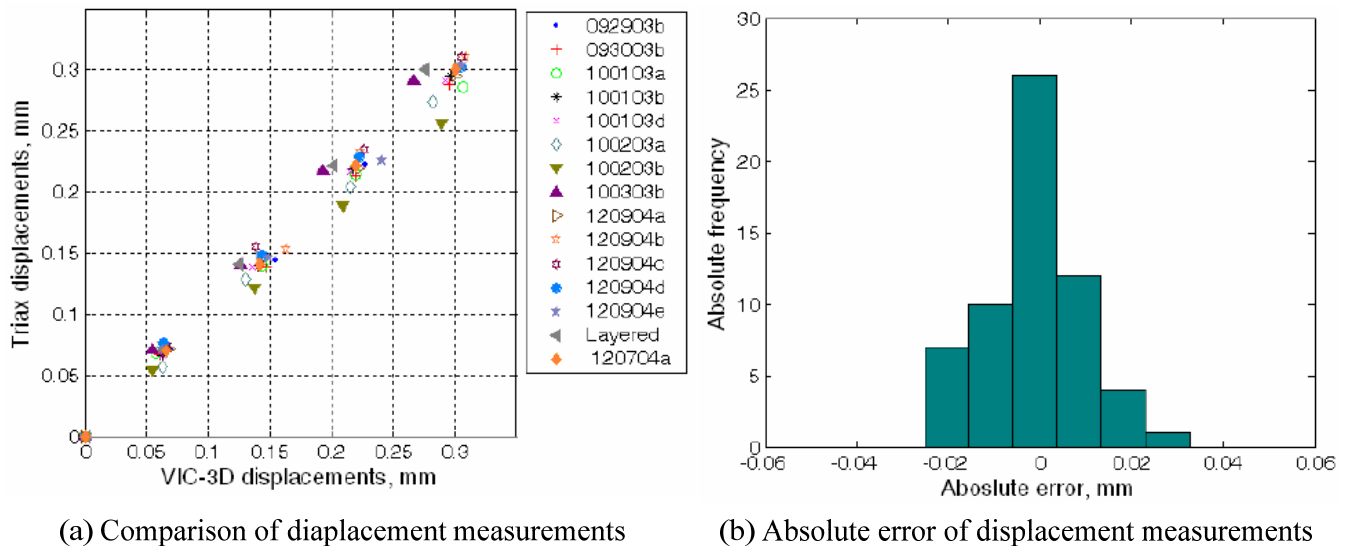 0.3
0.25
0.2
0.15
0.1
0.05
0
0
0.05
0.1
0.15
0.2
0.25
0.3
Triax displacements, mm
VIC-3D displacements, mm
092903b
093003b
100103a
100103b
100103d
100203a
100203b
100303b
120904a
120904b
120904c
120904d
120904e
Layered
120704a
30
25
20
15
10
5
0
-0.06
-0.04
-0.02
0
0.02
0.04
0.06
Absolute frequency
Aboslute error, mm
(a) Comparison of diaplacement measurements
(b) Absolute error of displacement measurements